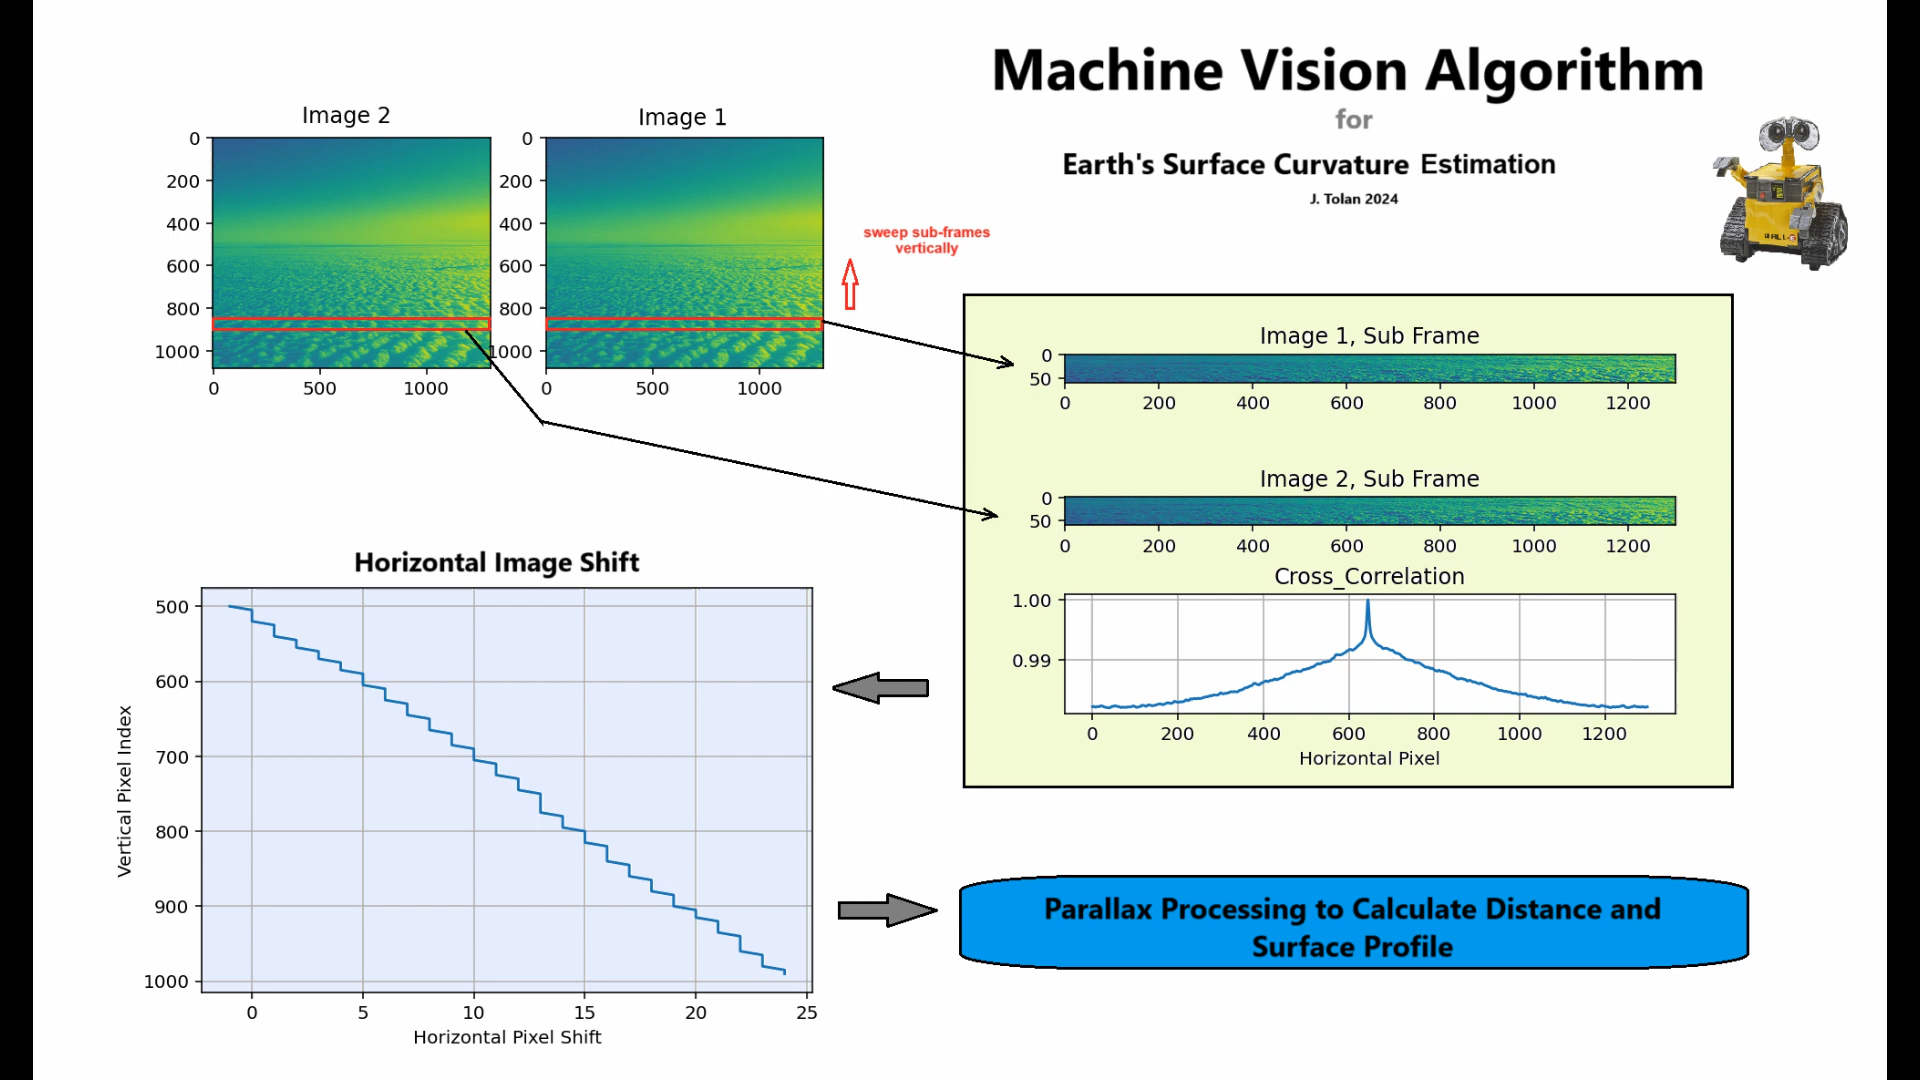 Machine Vision Algorithm
for
Earth's Surface Curvature Estimation
J. Tolan 2024
Image 2
0
200
400
600
800
1000
0 500 1000
Image 1
0
200
400
600
800
1000
0 500 1000
sweep sub-frames
vertically
Image 1, Sub Frame
0
50
0 200 400 600 800 1000 1200
Image 2, Sub Frame
0
50
0 200 400 600 800 1000 1200
Cross_Correlation
1.00
0.99
0 200 400 600 800 1000 1200
Horizontal Pixel
Horizontal Image Shift
Vertical Pixel Index
500
600
700
800
900
1000
0 5 10 15 20 25
Horizontal Pixel Shift
Parallax Processing to Calculate Distance and
Surface Profile